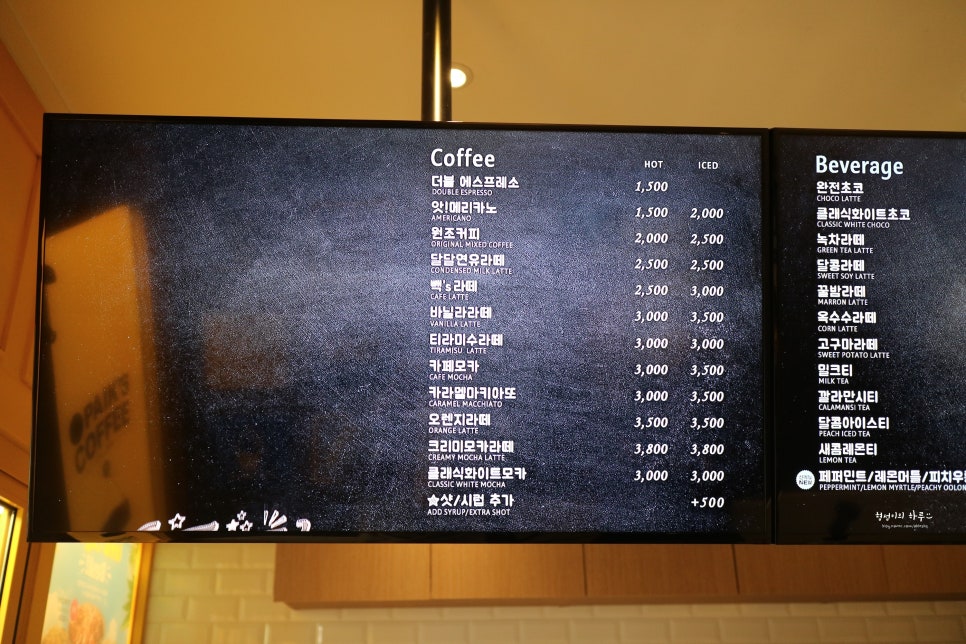 Coffee
HOT ICED
더블 에스프레소 1,500
DOUBLE ESPRESSO
앗!메리카노 1,500 2,000
AMERICANO
원조커피 2,000 2,500
ORIGINAL MIXED COFFEE
달달연유라떼 2,500 2,500
CONDENSED MILK LATTE
빽's 라떼 2,500 3,000
CAFE LATTE
바닐라라떼 3,000 3,500
VANILLA LATTE
티라미수라떼 3,000 3,000
TIRAMISU LATTE
카페모카 3,000 3,500
CAFE MOCHA
카라멜마키아또 3,000 3,500
CARAMEL MACCHIATO
오렌지라떼 3,500 3,500
ORANGE LATTE
크리미모카라떼 3,800 3,800
CREAMY MOCHA LATTE
클래식화이트모카 3,000 3,000
CLASSIC WHITE MOCHA
★샷/시럽 추가 +500
ADD SYRUP/EXTRA SHOT
Beverage
완전초코
CHOCO LATTE
클래식화이트초코
CLASSIC WHITE CHOCO
녹차라떼
GREEN TEA LATTE
달콩라떼
SWEET SOY LATTE
꿀밤라떼
MARRON LATTE
옥수수라떼
CORN LATTE
고구마라떼
SWEET POTATO LATTE
밀크티
MILK TEA
깔라만시티
CALAMANSI TEA
달콤아이스티
PEACH ICED TEA
새콤레몬티
LEMON TEA
NEW
페퍼민트/레몬머틀/피치우
PEPPERMINT/LEMON MYRTLE/PEACHY OOLON
PAIK'S
COFFEE